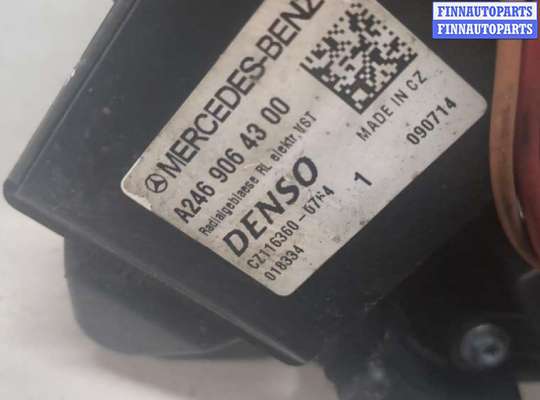 FINNAUTOPARTS
FINNAUTOPARTS
MERCEDES-BENZ
A246 906 43 00
Radialgeblaese RL elektr. VST
DENSO
CZ116360-0764 1
018334
MADE IN CZ
090714